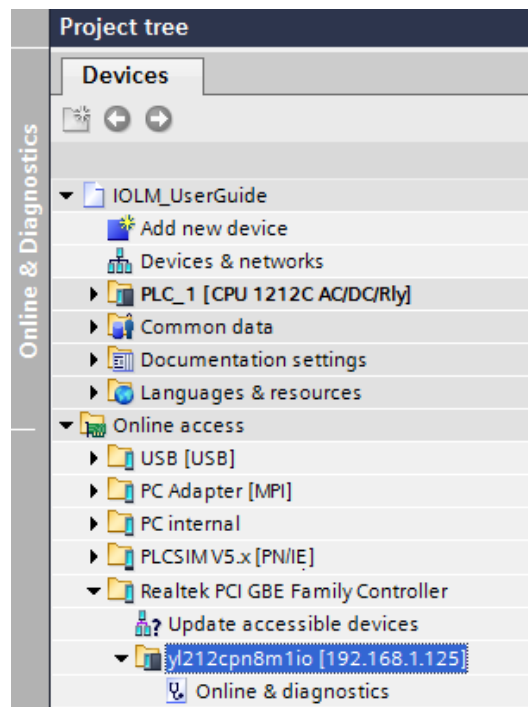 Project tree
Devices
Online & Diagnostics
IOLM_UserGuide
Add new device
Devices & networks
PLC_1 [CPU 1212C AC/DC/Rly]
Common data
Documentation settings
Languages & resources
Online access
USB [USB]
PC Adapter [MPI]
PC internal
PLCSIM V5.x [PN/IE]
Realtek PCI GBE Family Controller
Update accessible devices
yl212cpn8m1io [192.168.1.125]
Online & diagnostics